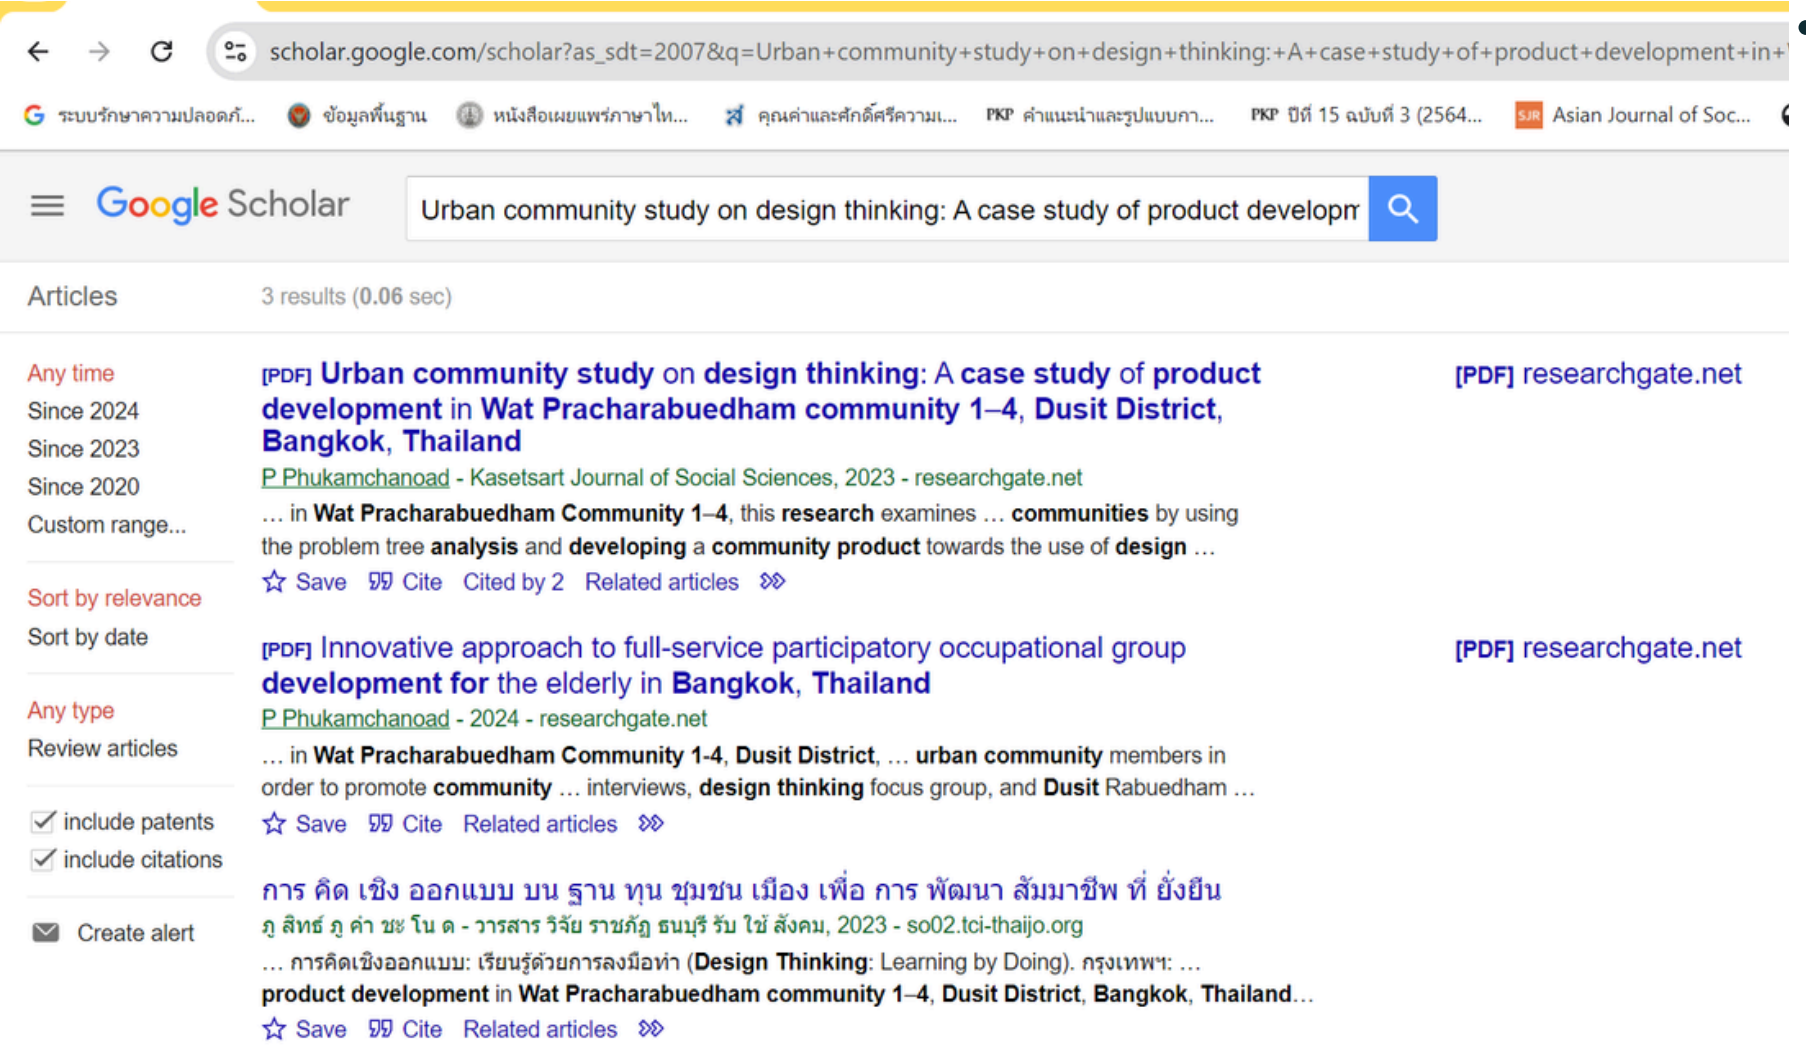 scholar.google.com/scholar?as_sdt=2007&q=Urban+community+study+on+design+thinking:+A+case+study+of+product+development+in+
ระบบรักษาความปลอดภั... ข้อมูลพื้นฐาน หนังสือเผยแพร่ภาษาไท... คุณค่าและศักดิ์ศรีความเ... PKP คำแนะนำและรูปแบบกา... PKP ปีที่ 15 ฉบับที่ 3 (2564... SJR Asian Journal of Soc...
Google Scholar
Urban community study on design thinking: A case study of product developm
Articles
3 results (0.06 sec)
Any time
Since 2024
Since 2023
Since 2020
Custom range...
Sort by relevance
Sort by date
Any type
Review articles
include patents
include citations
Create alert
[PDF] Urban community study on design thinking: A case study of product
development in Wat Pracharabuedham community 1–4, Dusit District,
Bangkok, Thailand
P Phukamchanoad - Kasetsart Journal of Social Sciences, 2023 - researchgate.net
… in Wat Pracharabuedham Community 1–4, this research examines … communities by using
the problem tree analysis and developing a community product towards the use of design …
Save Cite Cited by 2 Related articles
[PDF] researchgate.net
[PDF] Innovative approach to full-service participatory occupational group
development for the elderly in Bangkok, Thailand
P Phukamchanoad - 2024 - researchgate.net
… in Wat Pracharabuedham Community 1-4, Dusit District, … urban community members in
order to promote community … interviews, design thinking focus group, and Dusit Rabuedham …
Save Cite Related articles
[PDF] researchgate.net
การ คิด เชิง ออกแบบ บน ฐาน ทุน ชุมชน เมือง เพื่อ การ พัฒนา สัมมาชีพ ที่ ยั่งยืน
ภู สิทธ์ ภู คำ ชะ โน ด - วารสาร วิจัย ราชภัฏ ธนบุรี รับ ใช้ สังคม, 2023 - so02.tci-thaijo.org
… การคิดเชิงออกแบบ: เรียนรู้ด้วยการลงมือทำ (Design Thinking: Learning by Doing). กรุงเทพฯ: …
product development in Wat Pracharabuedham community 1–4, Dusit District, Bangkok, Thailand…
Save Cite Related articles